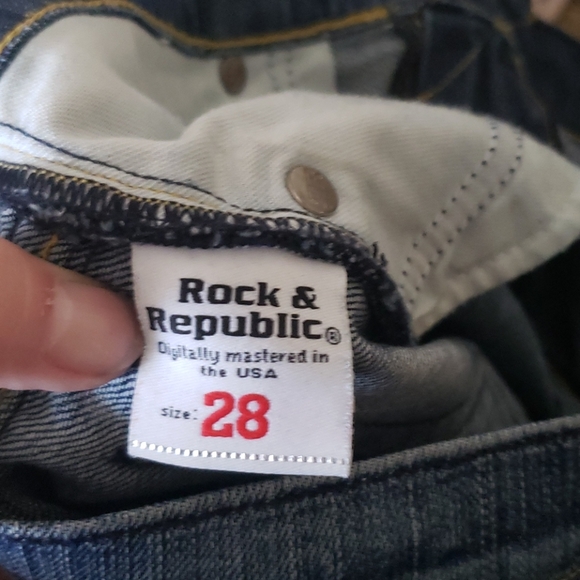 Rock &
Republic®
Digitally mastered in
the USA
size: 28